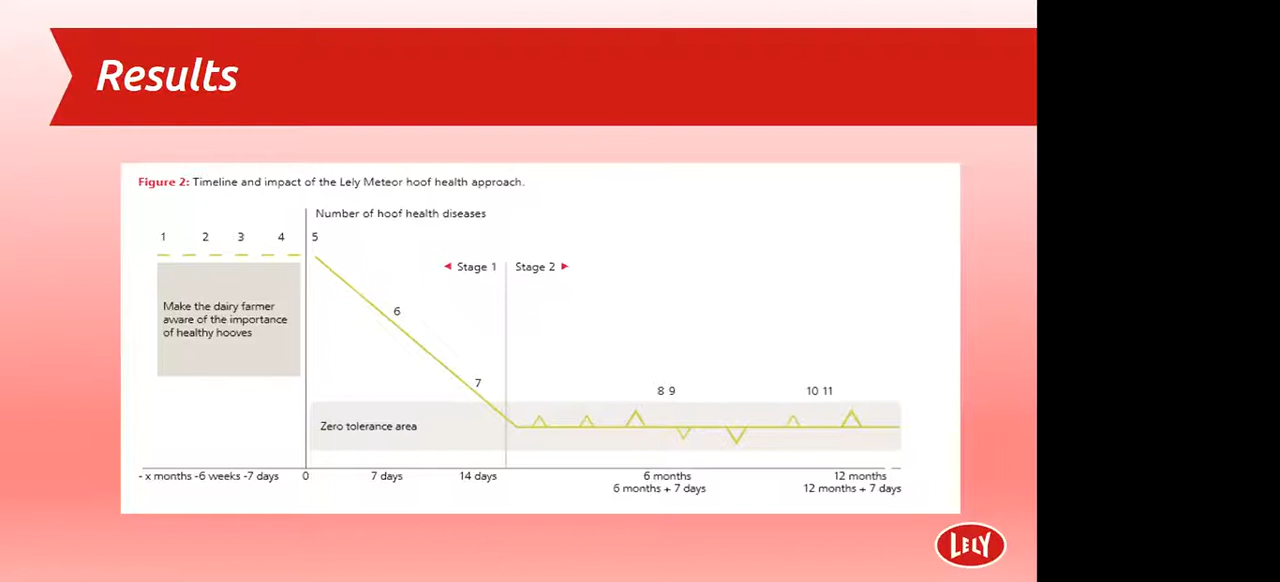 Results
Figure 2: Timeline and impact of the Lely Meteor hoof health approach.
Number of hoof health diseases
1 2 3 4 5
◄ Stage 1 Stage 2 ►
Make the dairy farmer
aware of the importance
of healthy hooves
6
7
8 9 10 11
Zero tolerance area
- x months -6 weeks -7 days 0 7 days 14 days 6 months 12 months
6 months + 7 days 12 months + 7 days
LELY